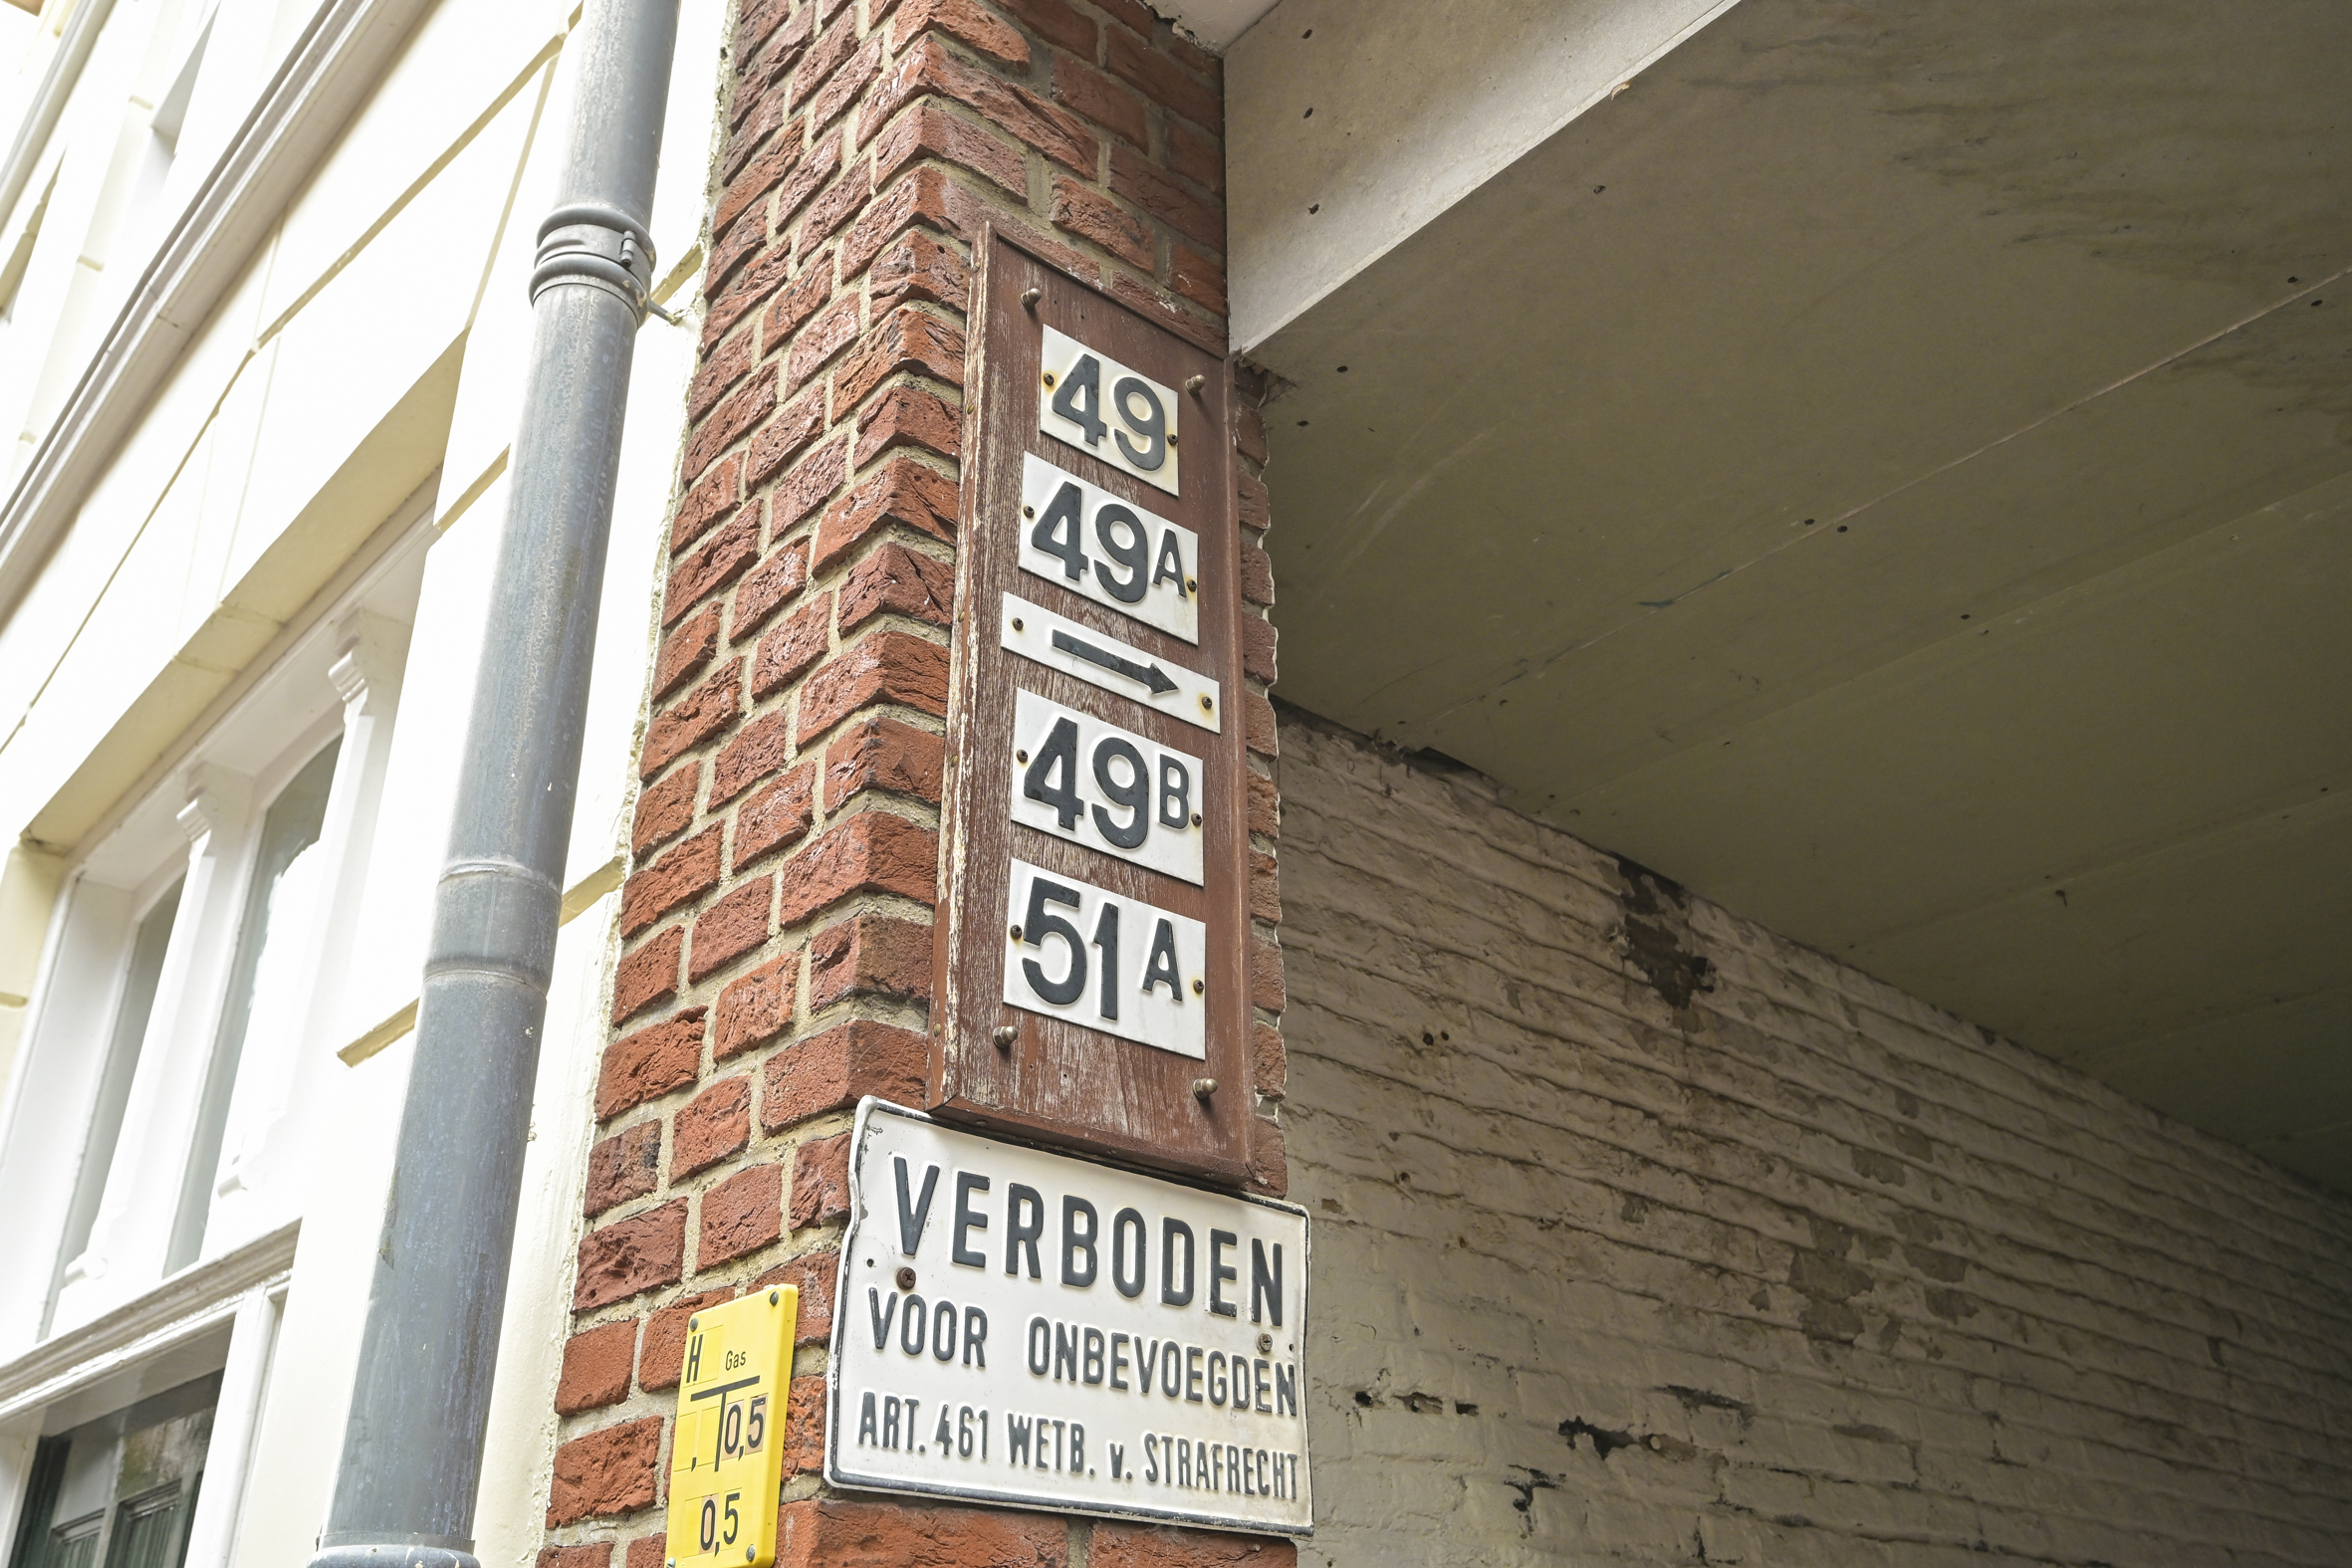 49
49A
→
49B
51A
VERBODEN
VOOR ONBEVOEGDEN
ART. 461 WETB. v. STRAFRECHT
H Gas
0,5
,
0,5